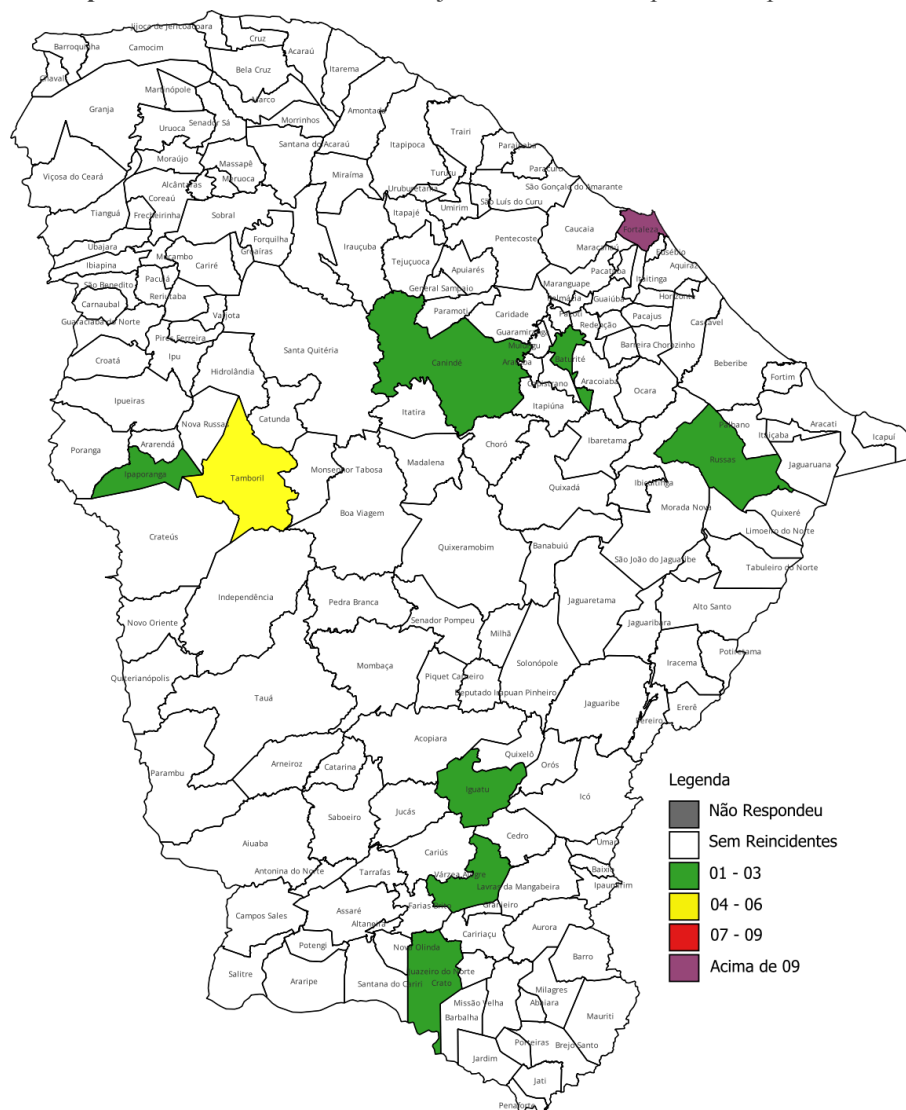 Jijoca de Jericoacoara
Cruz
Barroquinha
Camocim
Acaraú
Itarema
Chaval
Bela Cruz
Martinópole
Marco
Granja
Senador Sá
Morrinhos
Amontada
Uruoca
Trairi
Santana do Acaraú
Itapipoca
Paraipaba
Moraújo
Massapê
Paracuru
Viçosa do Ceará
Miraíma
Tururu
Alcântaras
Meruoca
Uruburetama
São Gonçalo do Amarante
Coreaú
São Luís do Curu
Tianguá
Frecheirinha
Sobral
Itapajé
Umirim
Caucaia
Fortaleza
Forquilha
Irauçuba
Pentecoste
Ubajara
Groaíras
Maracanaú
Eusébio
Mucambo
Ibiapina
Cariré
Tejuçuoca
Apuiarés
Pacatuba
Aquiraz
Pacujá
Itaitinga
São Benedito
Maranguape
General Sampaio
Reriutaba
Palmácia
Guaiúba
Horizonte
Carnaubal
Paramoti
Caridade
Pacoti
Pacajus
Cascavel
Guaraciaba do Norte
Varjota
Redenção
Guaramiranga
Pires Ferreira
Mulungu
Barreira
Chorozinho
Santa Quitéria
Croatá
Ipu
Canindé
Aratuba
Baturité
Beberibe
Hidrolândia
Capistrano
Aracoiaba
Fortim
Ocara
Ipueiras
Itatira
Itapiúna
Nova Russas
Catunda
Palhano
Aracati
Ararendá
Choró
Ibaretama
Itaiçaba
Icapuí
Poranga
Madalena
Russas
Jaguaruana
Ipaporanga
Tamboril
Monsenhor Tabosa
Quixadá
Ibicuitinga
Boa Viagem
Morada Nova
Quixeré
Crateús
Quixeramobim
Banabuiú
Limoeiro do Norte
São João do Jaguaribe
Tabuleiro do Norte
Independência
Pedra Branca
Jaguaretama
Alto Santo
Novo Oriente
Senador Pompeu
Jaguaribara
Milhã
Potiretama
Mombaça
Solonópole
Iracema
Quiterianópolis
Piquet Carneiro
Tauá
Deputado Irapuan Pinheiro
Jaguaribe
Ererê
Pereiro
Acopiara
Quixelô
Arneiroz
Catarina
Orós
Parambu
Iguatu
Icó
Saboeiro
Jucás
Legenda
Não Respondeu
Sem Reincidentes
01 - 03
04 - 06
07 - 09
Acima de 09
Aiuaba
Cedro
Umari
Cariús
Antonina do Norte
Tarrafas
Várzea Alegre
Baixio
Lavras da Mangabeira
Ipaumirim
Farias Brito
Granjeiro
Campos Sales
Assaré
Altaneira
Aurora
Potengi
Nova Olinda
Caririaçu
Barro
Salitre
Araripe
Santana do Cariri
Juazeiro do Norte
Crato
Milagres
Missão Velha
Abaiara
Barbalha
Mauriti
Porteiras
Brejo Santo
Jardim
Jati
Penaforte